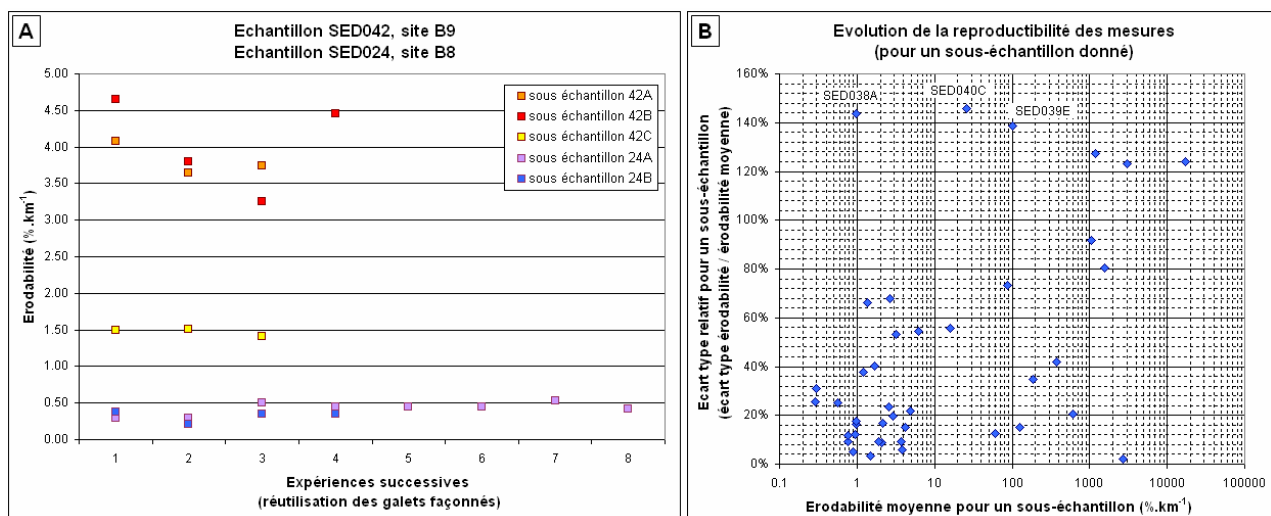 A
Echantillon SED042, site B9
Echantillon SED024, site B8
5.00
4.50
4.00
3.50
3.00
2.50
2.00
1.50
1.00
0.50
0.00
Erodabilité (%.km-1)
sous échantillon 42A
sous échantillon 42B
sous échantillon 42C
sous échantillon 24A
sous échantillon 24B
1 2 3 4 5 6 7 8
Expériences successives
(réutilisation des galets façonnés)
B
Evolution de la reproductibilité des mesures
(pour un sous-échantillon donné)
160%
140%
120%
100%
80%
60%
40%
20%
0%
Ecart type relatif pour un sous-échantillon
(écart type érodabilité / érodabilité moyenne)
SED038A
SED040C
SED039E
0.1 1 10 100 1000 10000 100000
Erodabilité moyenne pour un sous-échantillon (%.km-1)